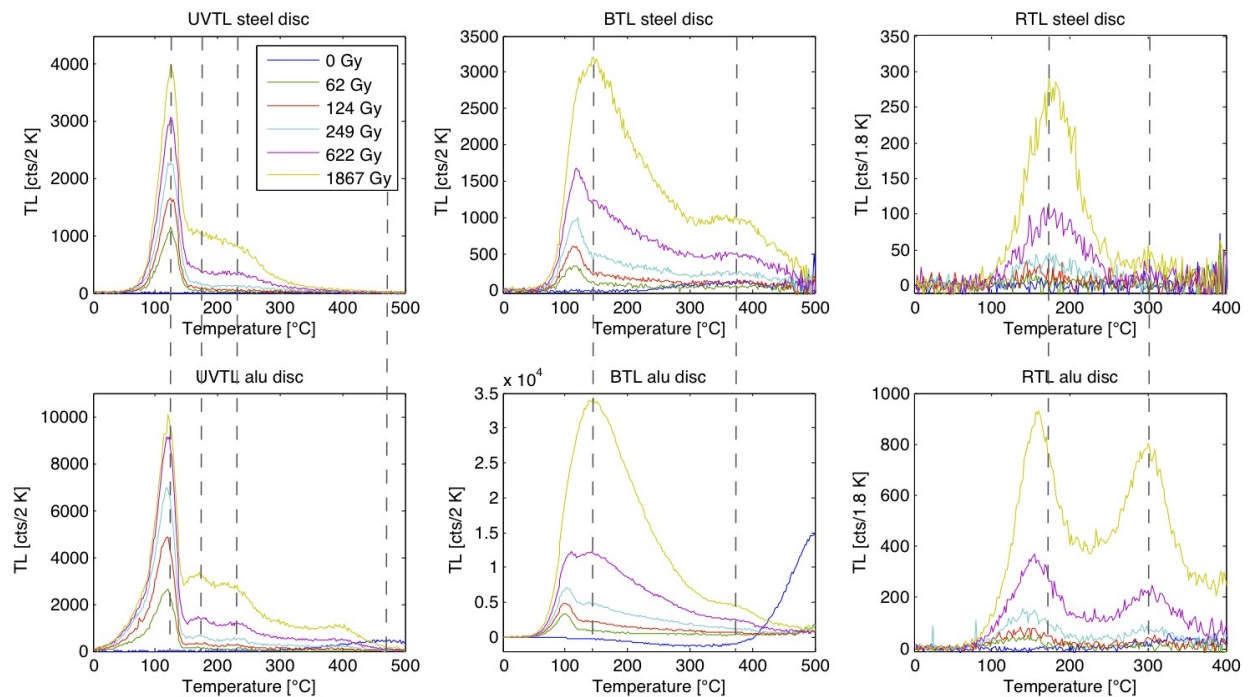 UVTL steel disc
TL [cts/2 K]
4000
3000
2000
1000
0
0 100 200 300 400 500
Temperature [°C]
0 Gy
62 Gy
124 Gy
249 Gy
622 Gy
1867 Gy
BTL steel disc
TL [cts/2 K]
3500
3000
2500
2000
1500
1000
500
0
0 100 200 300 400 500
Temperature [°C]
RTL steel disc
TL [cts/1.8 K]
350
300
250
200
150
100
50
0
0 100 200 300 400
Temperature [°C]
UVTL alu disc
TL [cts/2 K]
10000
8000
6000
4000
2000
0
0 100 200 300 400 500
Temperature [°C]
BTL alu disc
x 10⁴
TL [cts/2 K]
3.5
3
2.5
2
1.5
1
0.5
0
0 100 200 300 400 500
Temperature [°C]
RTL alu disc
TL [cts/1.8 K]
1000
800
600
400
200
0
0 100 200 300 400
Temperature [°C]